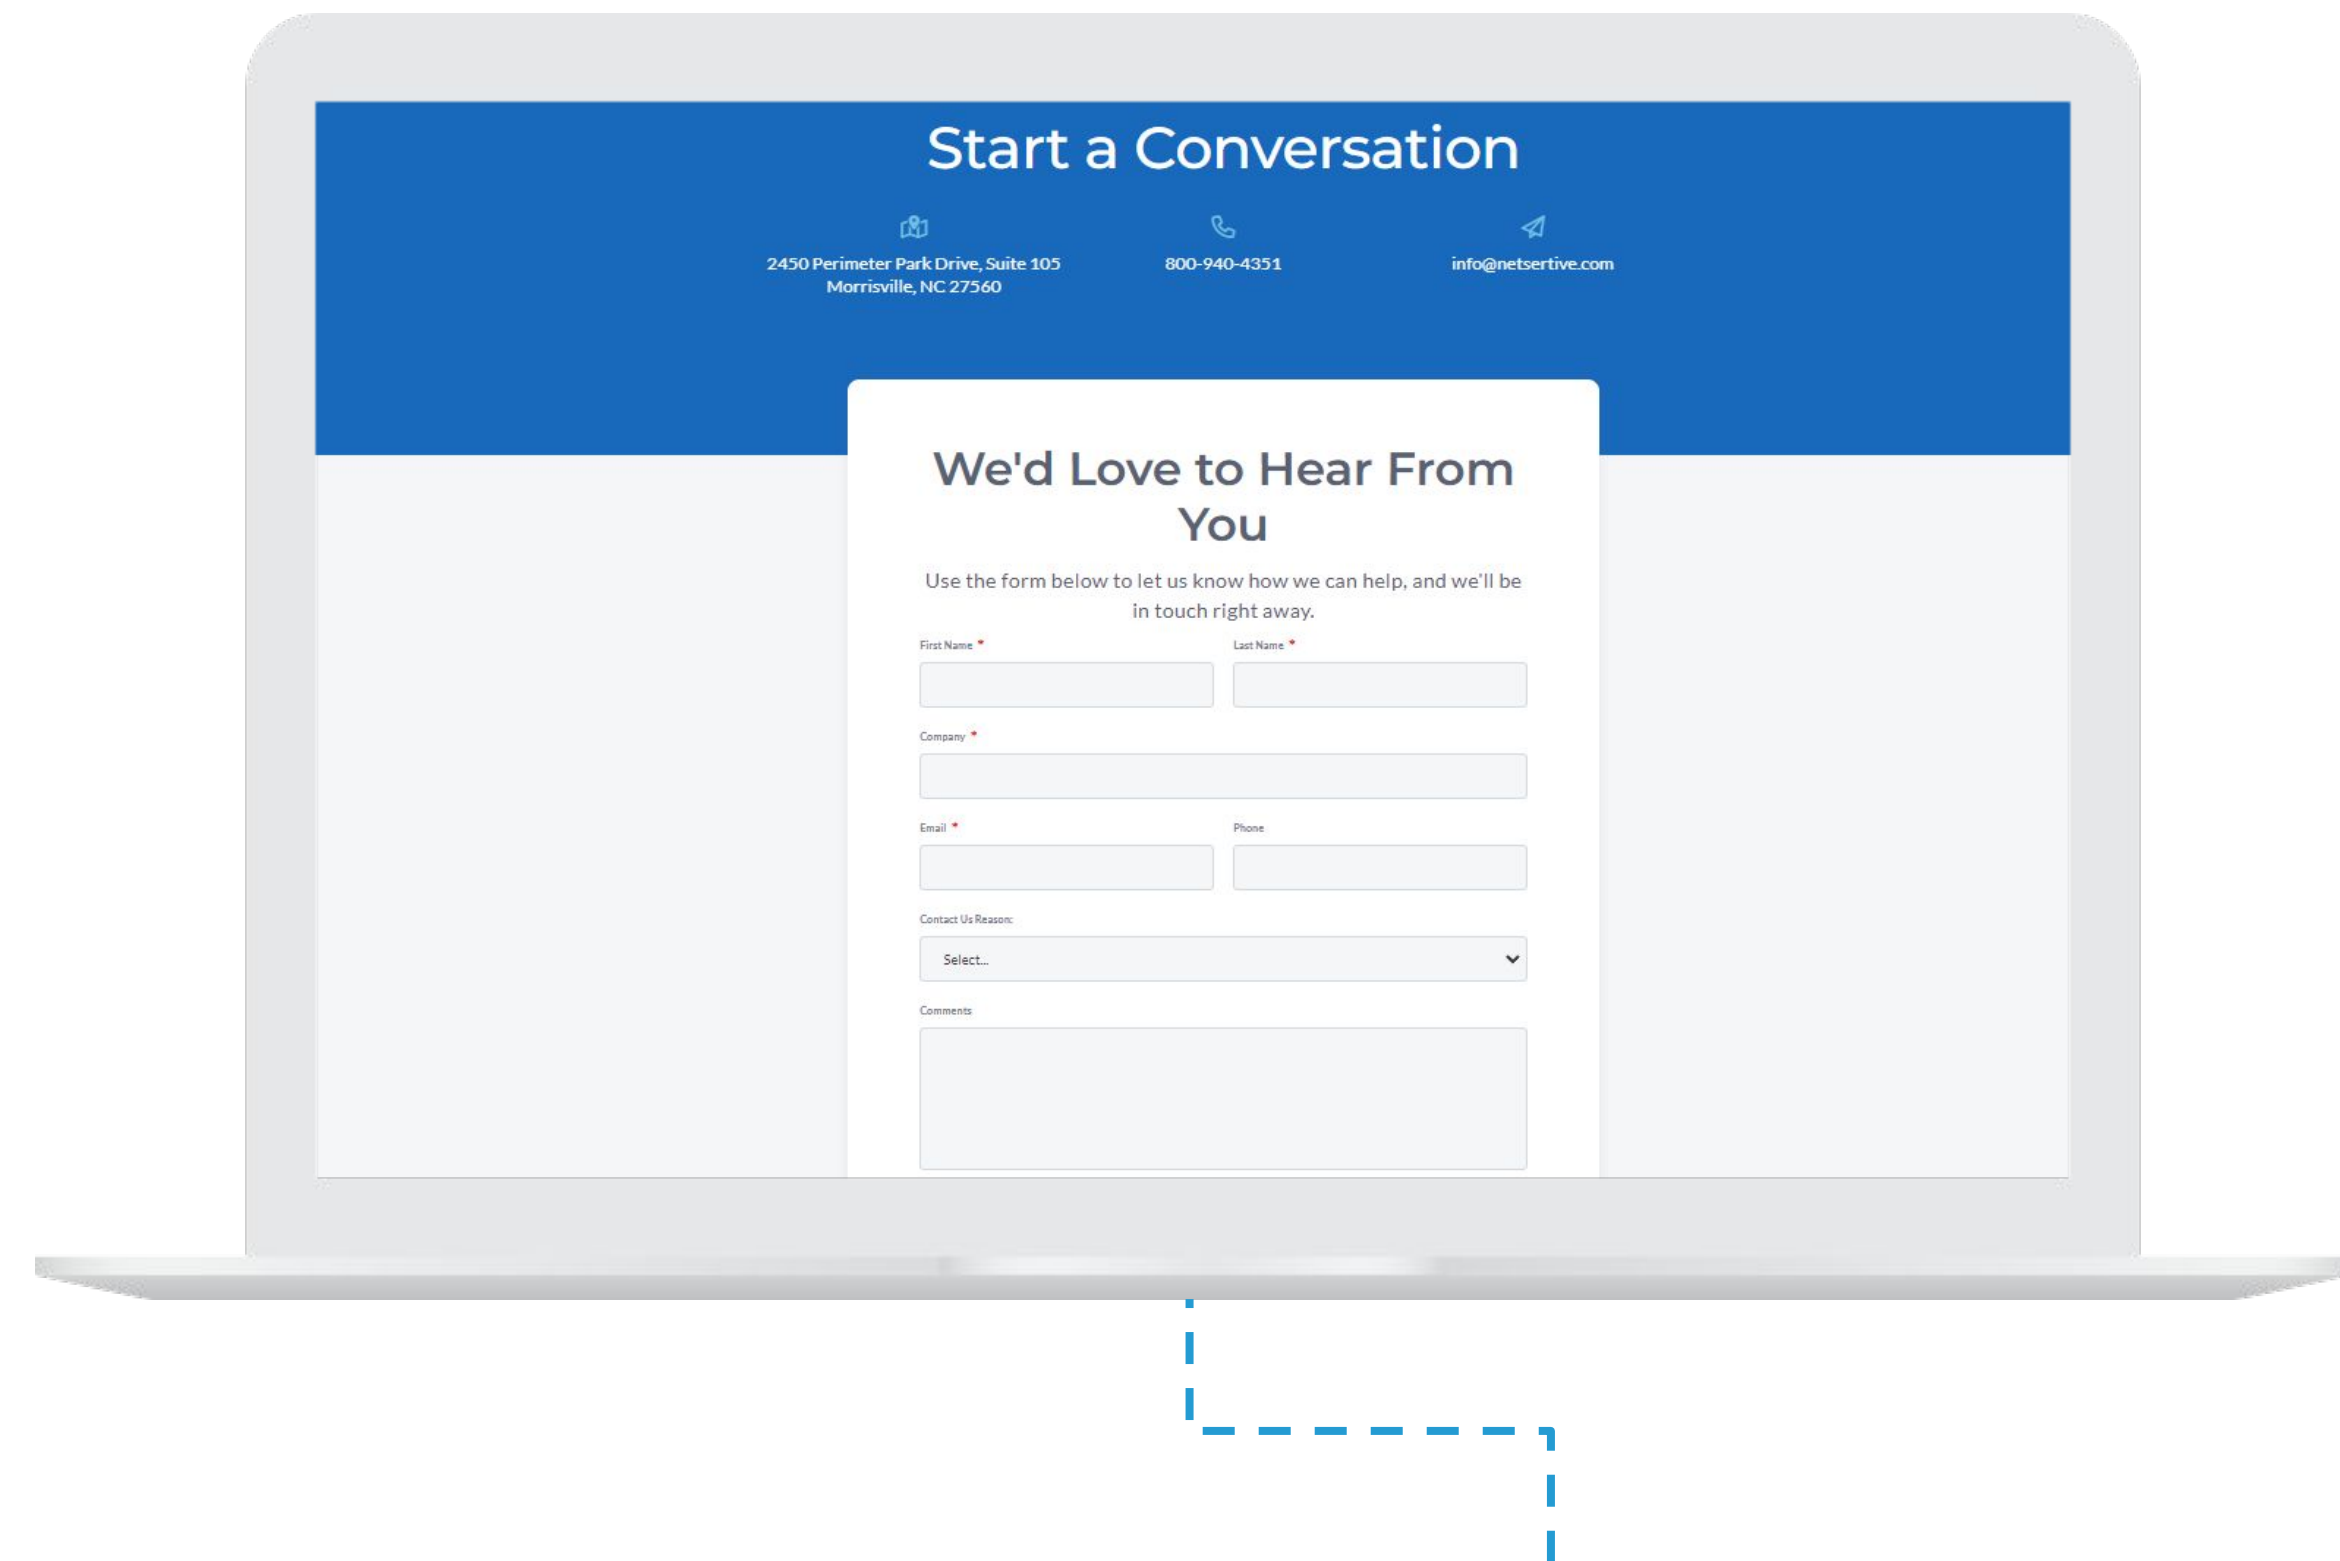 Start a Conversation
2450 Perimeter Park Drive, Suite 105
Morrisville, NC 27560
800-940-4351
info@netsertive.com
We'd Love to Hear From
You
Use the form below to let us know how we can help, and we'll be
in touch right away.
First Name *
Last Name *
Company *
Email *
Phone
Contact Us Reason:
Select...
Comments